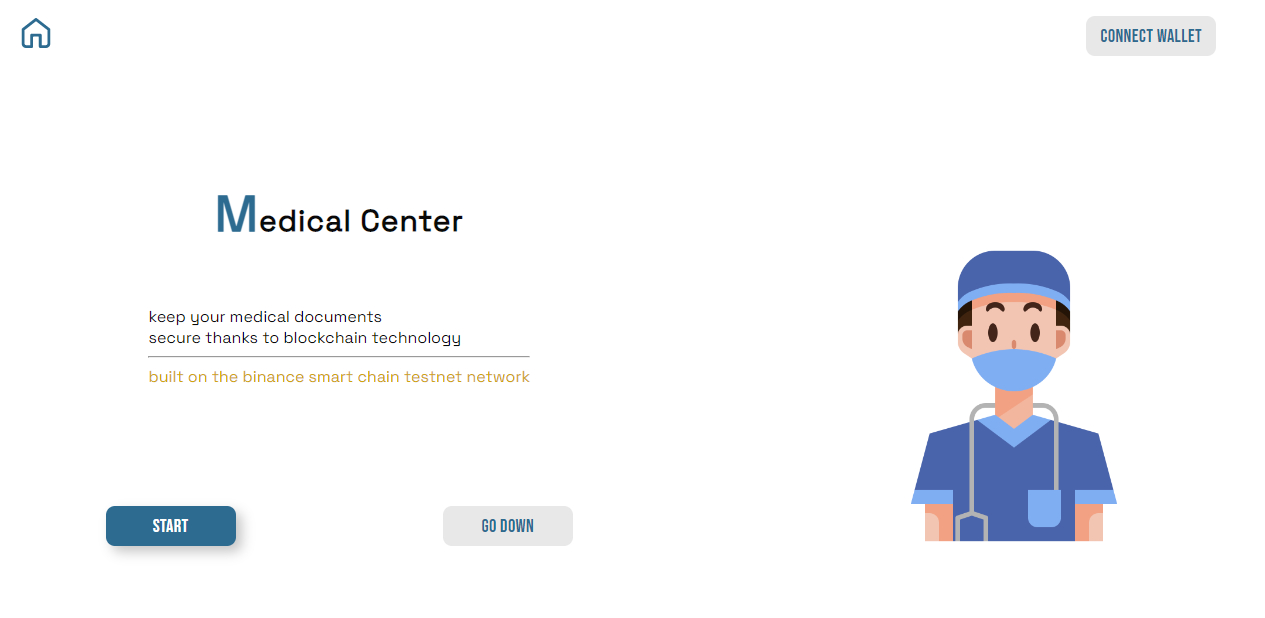 CONNECT WALLET
Medical Center
keep your medical documents
secure thanks to blockchain technology
built on the binance smart chain testnet network
START
GO DOWN